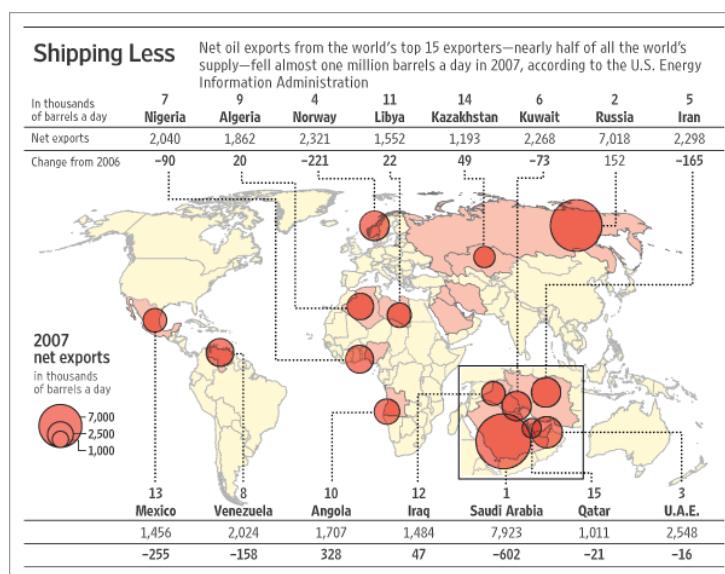 Shipping Less
Net oil exports from the world's top 15 exporters—nearly half of all the world's
supply—fell almost one million barrels a day in 2007, according to the U.S. Energy
Information Administration
In thousands
of barrels a day
7 9 4 11 14 6 2 5
Nigeria Algeria Norway Libya Kazakhstan Kuwait Russia Iran
Net exports 2,040 1,862 2,321 1,552 1,193 2,268 7,018 2,298
Change from 2006 –90 20 –221 22 49 –73 152 –165
2007
net exports
in thousands
of barrels a day
7,000
2,500
1,000
13 8 10 12 1 15 3
Mexico Venezuela Angola Iraq Saudi Arabia Qatar U.A.E.
1,456 2,024 1,707 1,484 7,923 1,011 2,548
–255 –158 328 47 –602 –21 –16